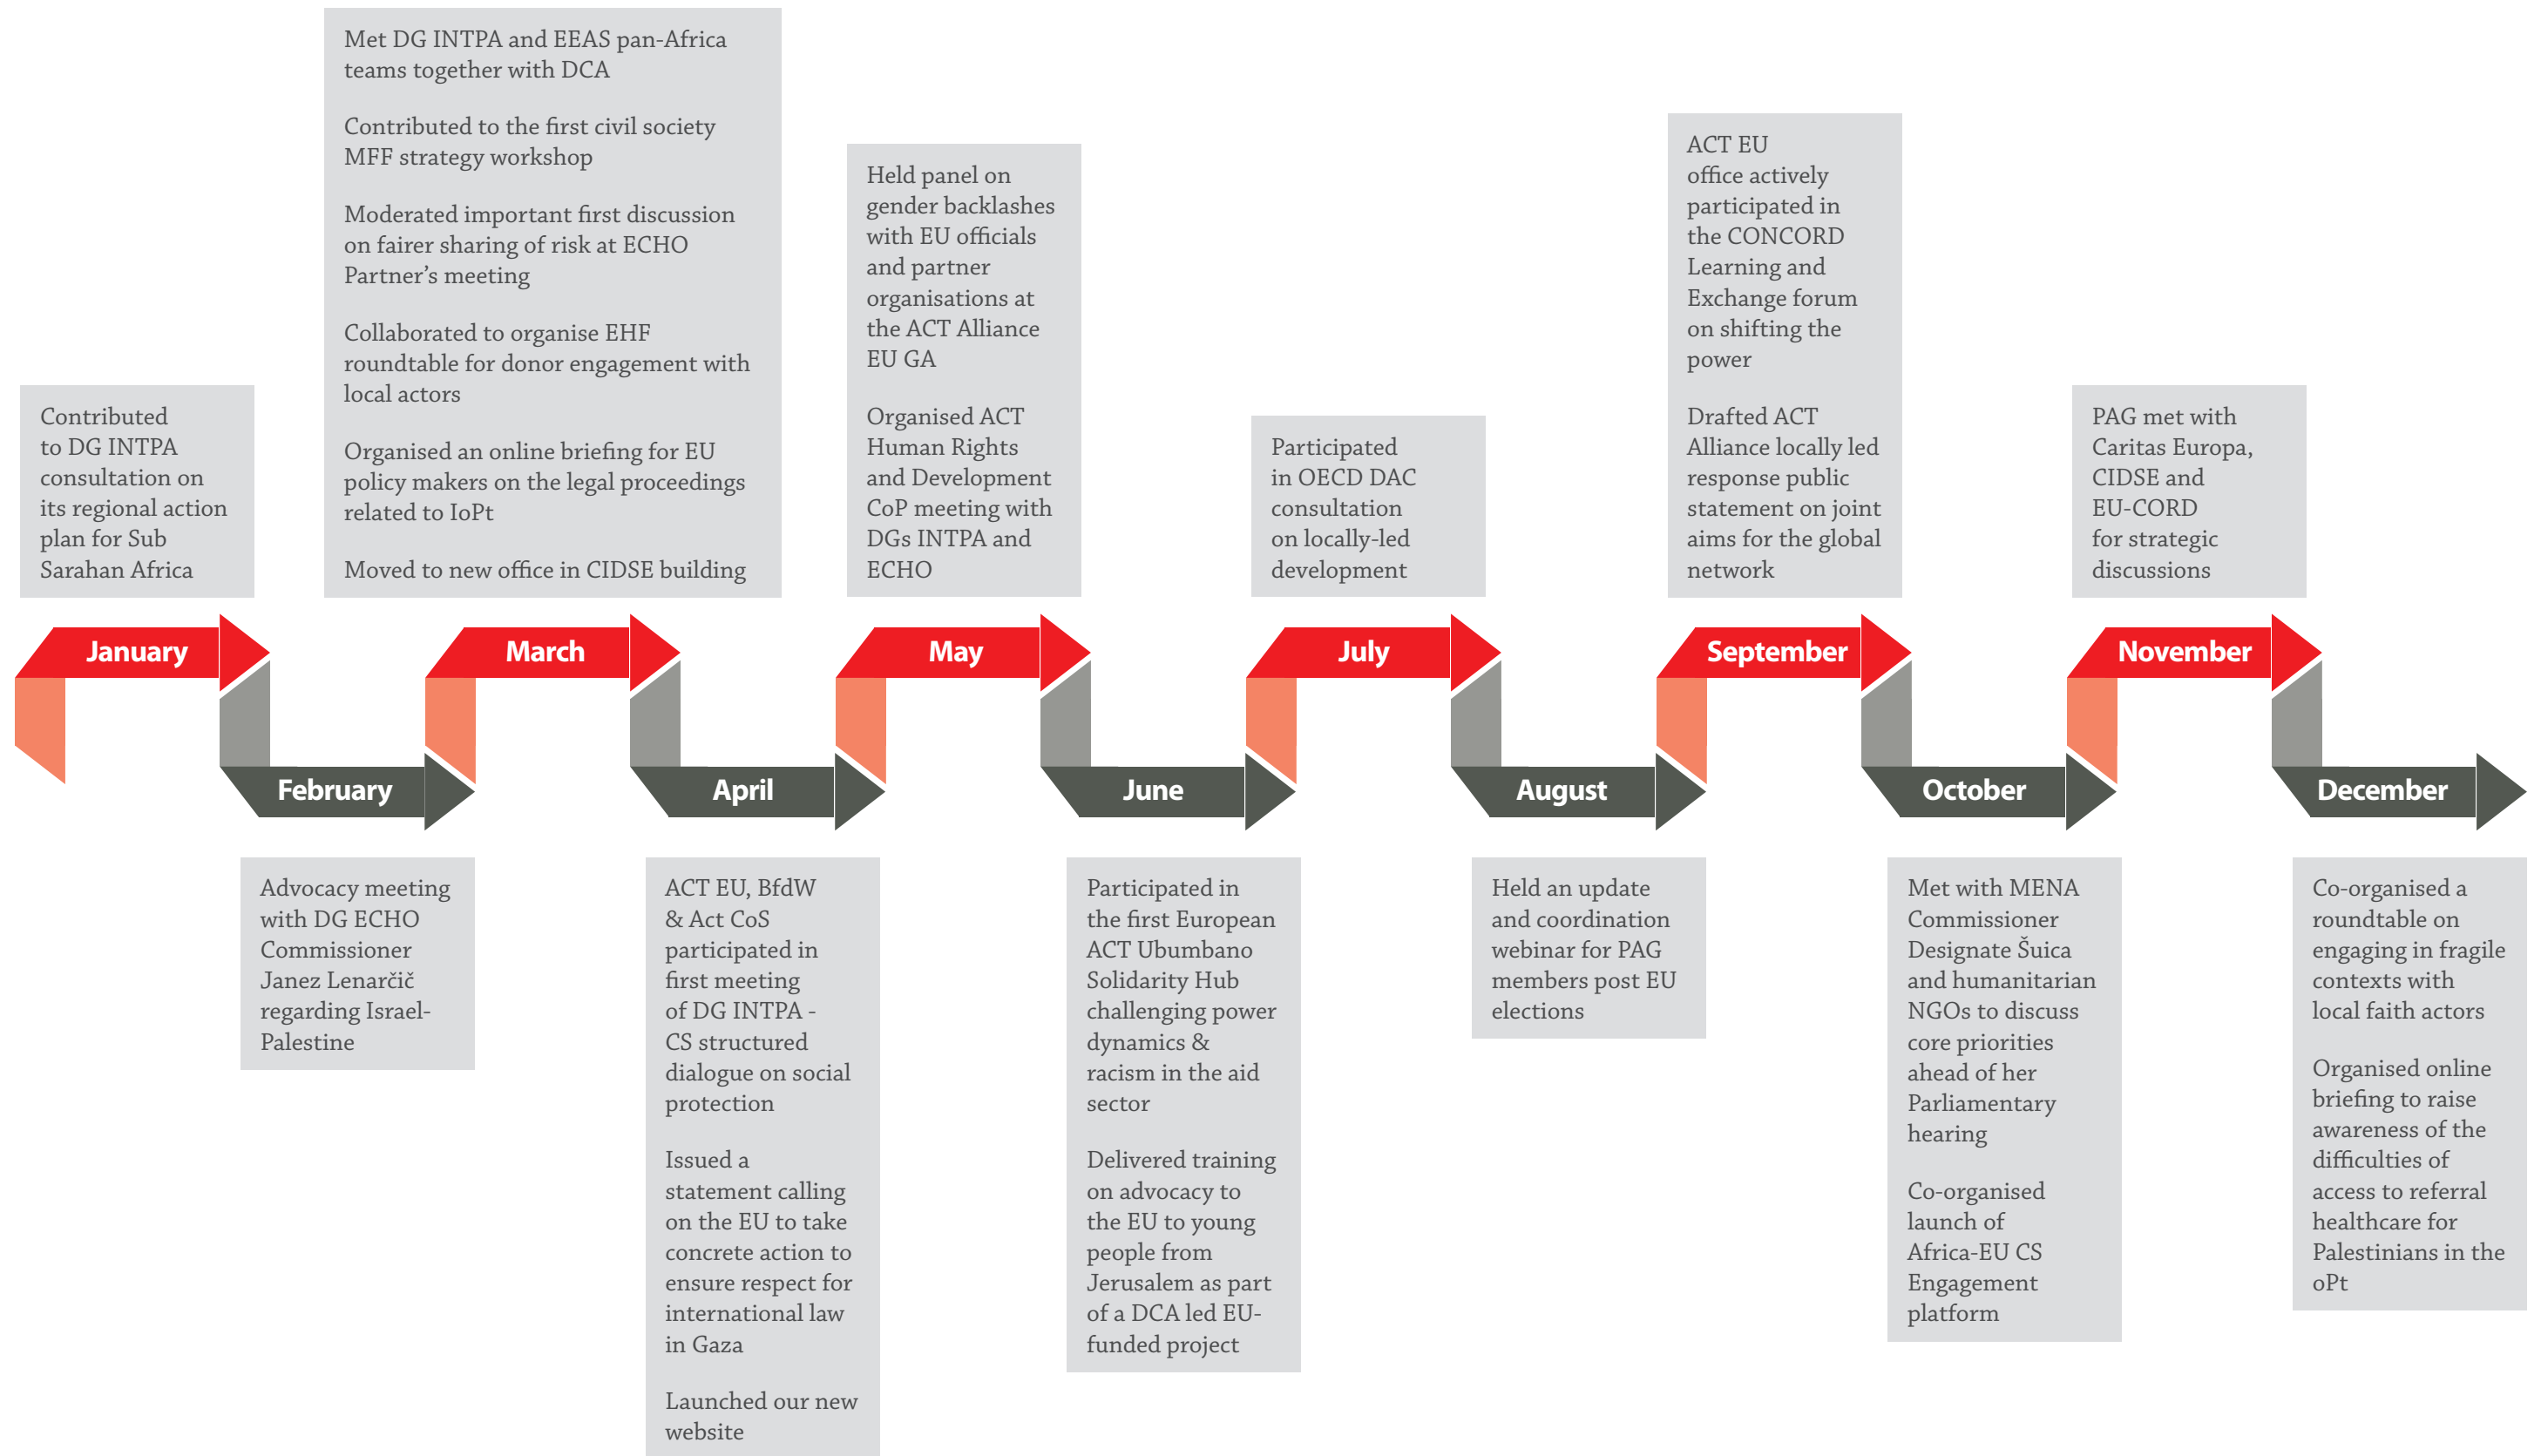 Met DG INTPA and EEAS pan-Africa
teams together with DCA
Contributed to the first civil society
MFF strategy workshop
Moderated important first discussion
on fairer sharing of risk at ECHO
Partner’s meeting
Collaborated to organise EHF
roundtable for donor engagement with
local actors
Organised an online briefing for EU
policy makers on the legal proceedings
related to IoPt
Moved to new office in CIDSE building
Held panel on
gender backlashes
with EU officials
and partner
organisations at
the ACT Alliance
EU GA
Organised ACT
Human Rights
and Development
CoP meeting with
DGs INTPA and
ECHO
ACT EU
office actively
participated in
the CONCORD
Learning and
Exchange forum
on shifting the
power
Drafted ACT
Alliance locally led
response public
statement on joint
aims for the global
network
Contributed
to DG INTPA
consultation on
its regional action
plan for Sub
Sarahan Africa
Participated
in OECD DAC
consultation
on locally-led
development
PAG met with
Caritas Europa,
CIDSE and
EU-CORD
for strategic
discussions
January
March
May
July
September
November
February
April
June
August
October
December
Advocacy meeting
with DG ECHO
Commissioner
Janez Lenarčič
regarding Israel-
Palestine
ACT EU, BfdW
& Act CoS
participated in
first meeting
of DG INTPA -
CS structured
dialogue on social
protection
Issued a
statement calling
on the EU to take
concrete action to
ensure respect for
international law
in Gaza
Launched our new
website
Participated in
the first European
ACT Ubumbano
Solidarity Hub
challenging power
dynamics &
racism in the aid
sector
Delivered training
on advocacy to
the EU to young
people from
Jerusalem as part
of a DCA led EU-
funded project
Held an update
and coordination
webinar for PAG
members post EU
elections
Met with MENA
Commissioner
Designate Šuica
and humanitarian
NGOs to discuss
core priorities
ahead of her
Parliamentary
hearing
Co-organised
launch of
Africa-EU CS
Engagement
platform
Co-organised a
roundtable on
engaging in fragile
contexts with
local faith actors
Organised online
briefing to raise
awareness of the
difficulties of
access to referral
healthcare for
Palestinians in the
oPt